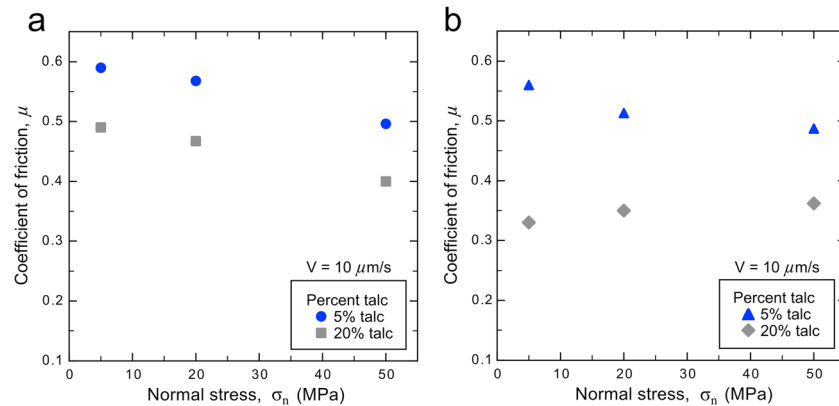 a
Coefficient of friction, μ
0.6
0.5
0.4
0.3
0.2
0.1
V = 10 μm/s
Percent talc
5% talc
20% talc
0 10 20 30 40 50
Normal stress, σn (MPa)
b
Coefficient of friction, μ
0.6
0.5
0.4
0.3
0.2
0.1
V = 10 μm/s
Percent talc
5% talc
20% talc
0 10 20 30 40 50
Normal stress, σn (MPa)